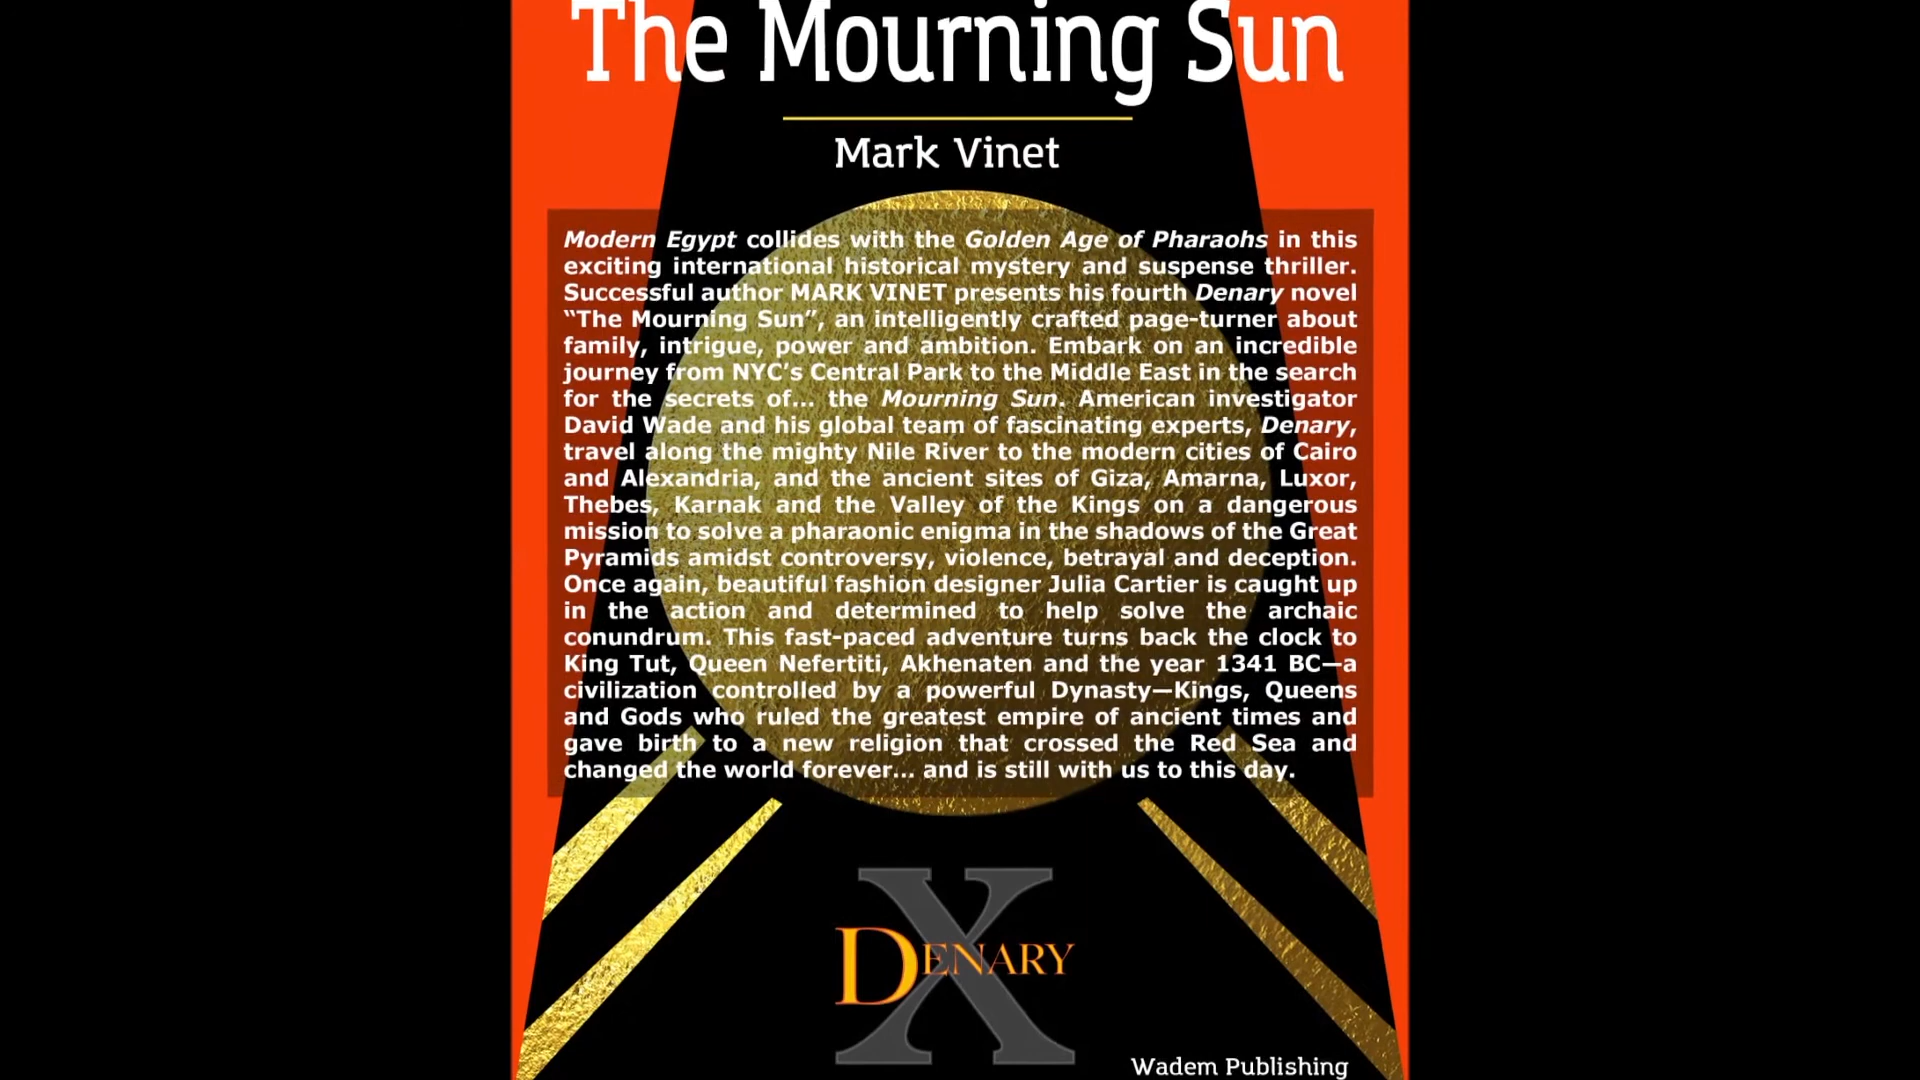 The Mourning Sun
Mark Vinet
Modern Egypt collides with the Golden Age of Pharaohs in this
exciting international historical mystery and suspense thriller.
Successful author MARK VINET presents his fourth Denary novel
“The Mourning Sun”, an intelligently crafted page-turner about
family, intrigue, power and ambition. Embark on an incredible
journey from NYC’s Central Park to the Middle East in the search
for the secrets of... the Mourning Sun. American investigator
David Wade and his global team of fascinating experts, Denary,
travel along the mighty Nile River to the modern cities of Cairo
and Alexandria, and the ancient sites of Giza, Amarna, Luxor,
Thebes, Karnak and the Valley of the Kings on a dangerous
mission to solve a pharaonic enigma in the shadows of the Great
Pyramids amidst controversy, violence, betrayal and deception.
Once again, beautiful fashion designer Julia Cartier is caught up
in the action and determined to help solve the archaic
conundrum. This fast-paced adventure turns back the clock to
King Tut, Queen Nefertiti, Akhenaten and the year 1341 BC—a
civilization controlled by a powerful Dynasty—Kings, Queens
and Gods who ruled the greatest empire of ancient times and
gave birth to a new religion that crossed the Red Sea and
changed the world forever... and is still with us to this day.
X
DENARY
Wadem Publishing